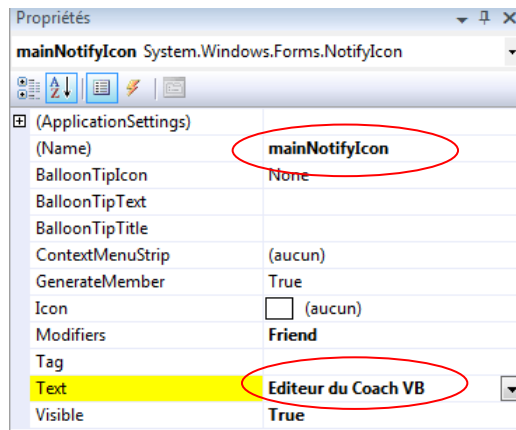 Propriétés
mainNotifyIcon System.Windows.Forms.NotifyIcon
(ApplicationSettings)
(Name) mainNotifyIcon
BalloonTipIcon None
BalloonTipText
BalloonTipTitle
ContextMenuStrip (aucun)
GenerateMember True
Icon (aucun)
Modifiers Friend
Tag
Text Editeur du Coach VB
Visible True